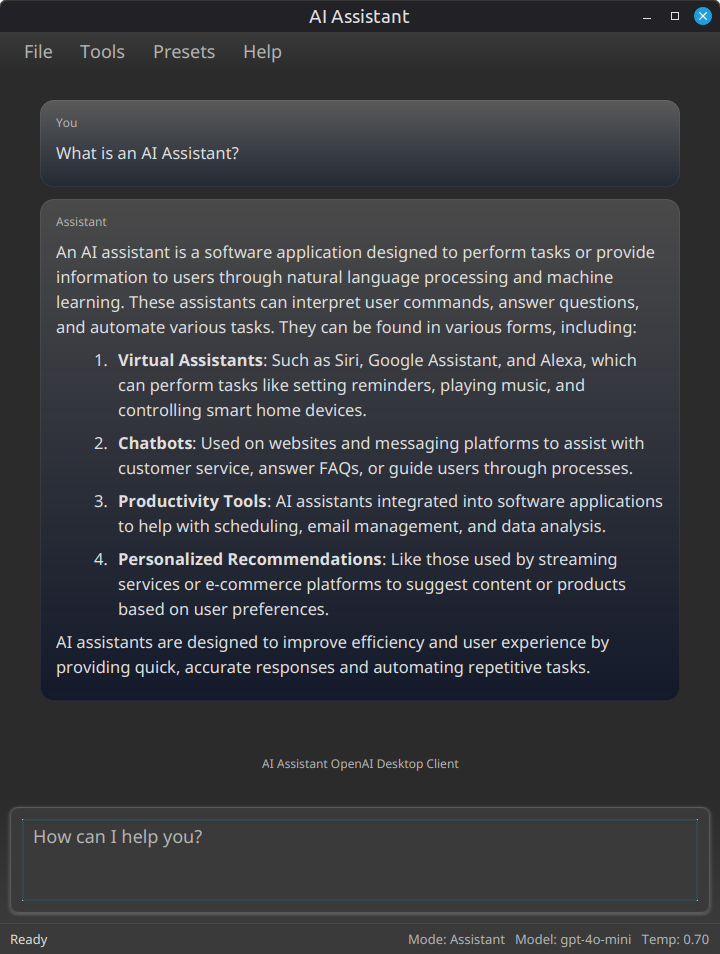 AI Assistant
File Tools Presets Help
You
What is an AI Assistant?
Assistant
An AI assistant is a software application designed to perform tasks or provide
information to users through natural language processing and machine
learning. These assistants can interpret user commands, answer questions,
and automate various tasks. They can be found in various forms, including:
1. Virtual Assistants: Such as Siri, Google Assistant, and Alexa, which
can perform tasks like setting reminders, playing music, and
controlling smart home devices.
2. Chatbots: Used on websites and messaging platforms to assist with
customer service, answer FAQs, or guide users through processes.
3. Productivity Tools: AI assistants integrated into software applications
to help with scheduling, email management, and data analysis.
4. Personalized Recommendations: Like those used by streaming
services or e-commerce platforms to suggest content or products
based on user preferences.
AI assistants are designed to improve efficiency and user experience by
providing quick, accurate responses and automating repetitive tasks.
AI Assistant OpenAI Desktop Client
How can I help you?
Ready Mode: Assistant Model: gpt-4o-mini Temp: 0.70